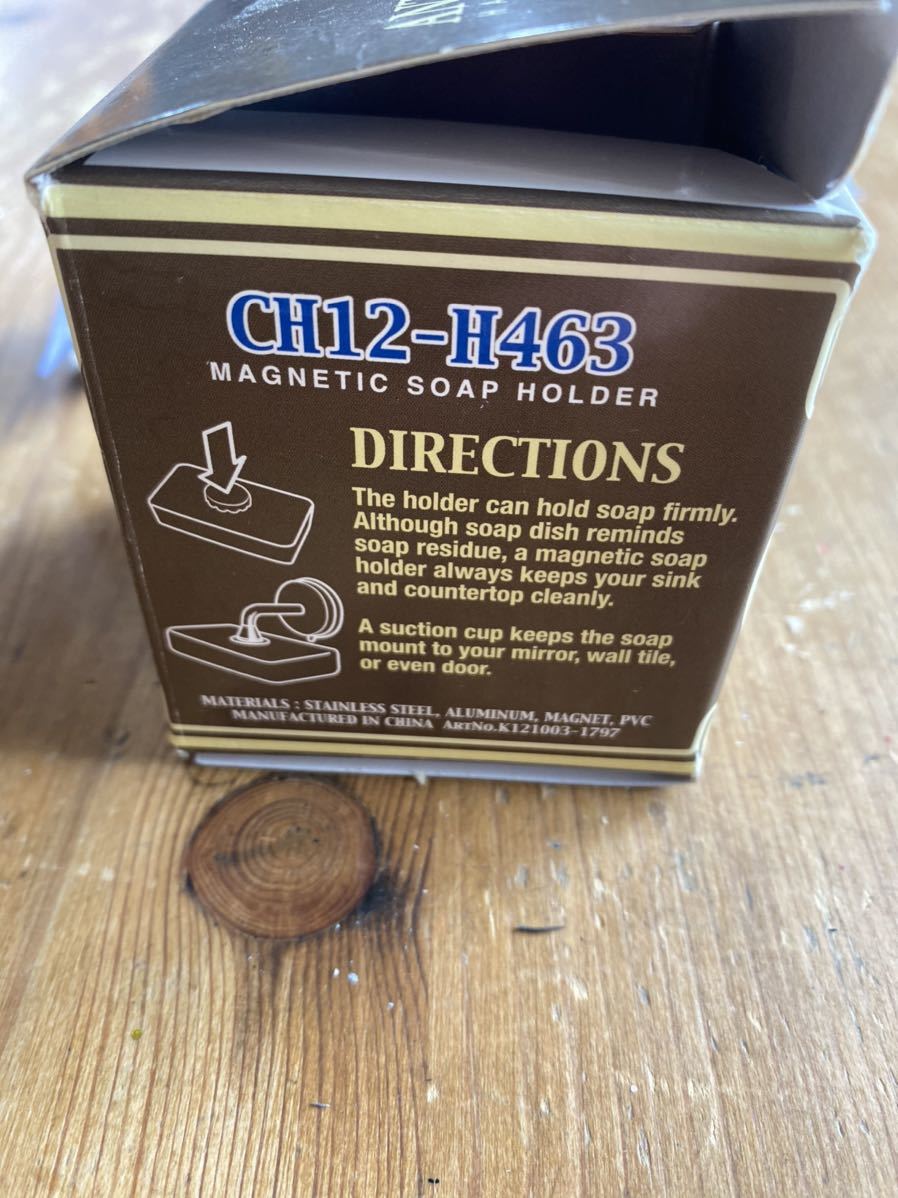 CH12-H463
MAGNETIC SOAP HOLDER
DIRECTIONS
The holder can hold soap firmly.
Although soap dish reminds
soap residue, a magnetic soap
holder always keeps your sink
and countertop cleanly.
A suction cup keeps the soap
mount to your mirror, wall tile,
or even door.
MATERIALS : STAINLESS STEEL, ALUMINUM, MAGNET, PVC
MANUFACTURED IN CHINA ARTNO.K121003-1797